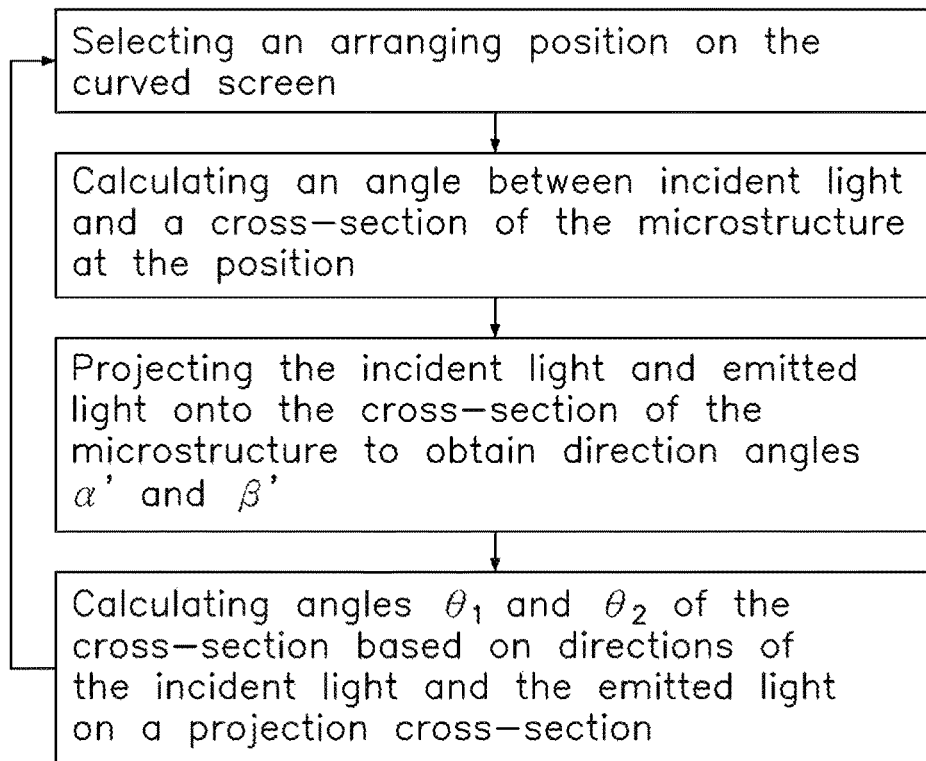 Selecting an arranging position on the
curved screen
Calculating an angle between incident light
and a cross-section of the microstructure
at the position
Projecting the incident light and emitted
light onto the cross-section of the
microstructure to obtain direction angles
α' and β'
Calculating angles θ₁ and θ₂ of the
cross-section based on directions of
the incident light and the emitted light
on a projection cross-section